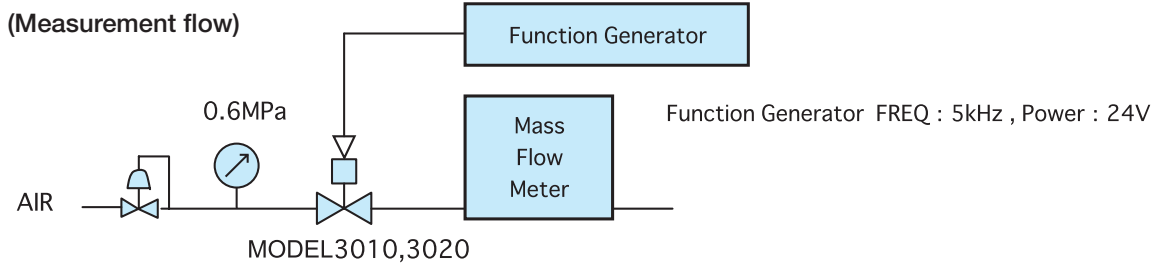 (Measurement flow)
Function Generator
0.6MPa
Mass
Flow
Meter
Function Generator FREQ : 5kHz , Power : 24V
AIR
MODEL3010,3020